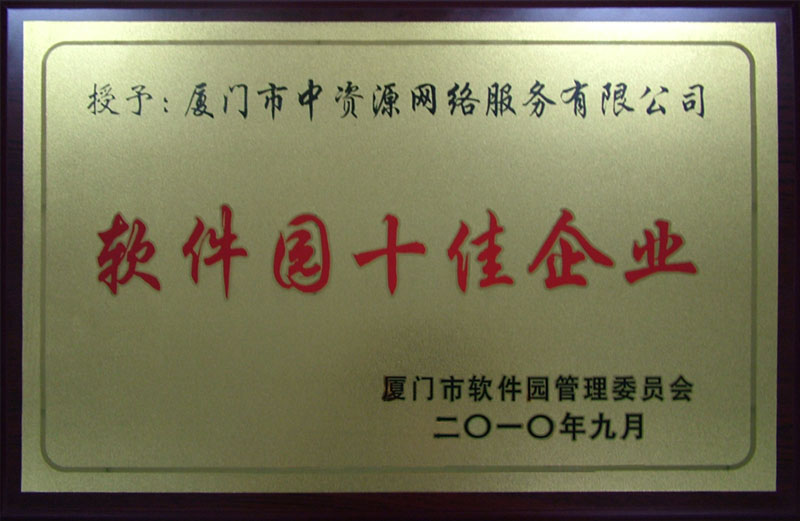 授予：厦门市中资源网络服务有限公司
软件园十佳企业
厦门市软件园管理委员会
二〇一〇年九月